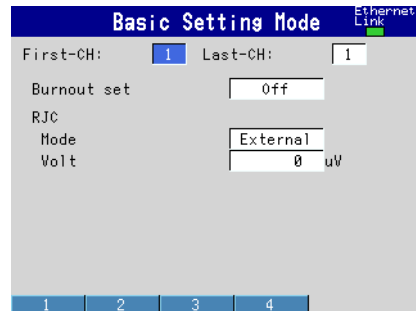 Basic Setting Mode
Ethernet
Link
First-CH: 1 Last-CH: 1
Burnout set Off
RJC
Mode External
Volt 0 uV
1 2 3 4